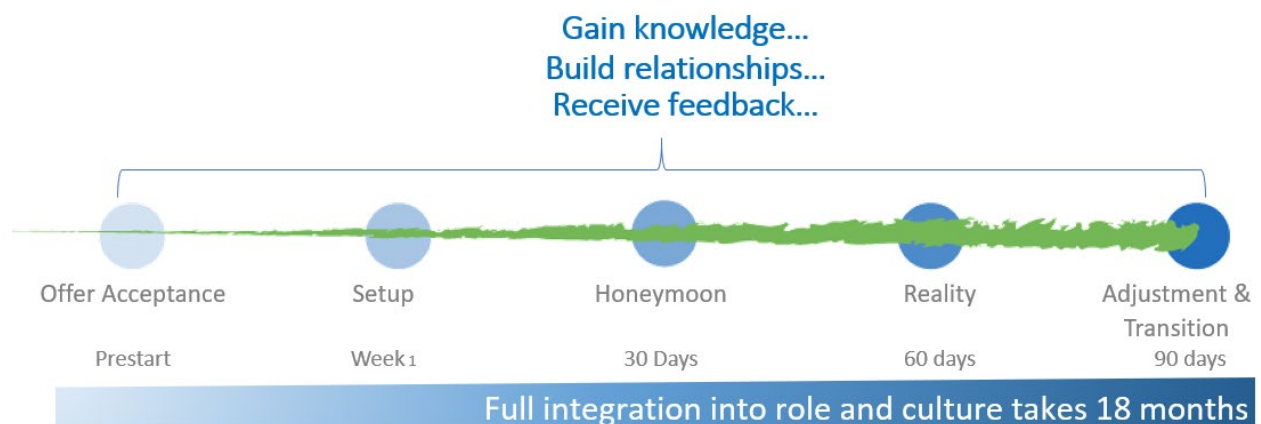 Gain knowledge...
Build relationships...
Receive feedback...
Offer Acceptance
Setup
Honeymoon
Reality
Adjustment &
Transition
Prestart
Week 1
30 Days
60 days
90 days
Full integration into role and culture takes 18 months